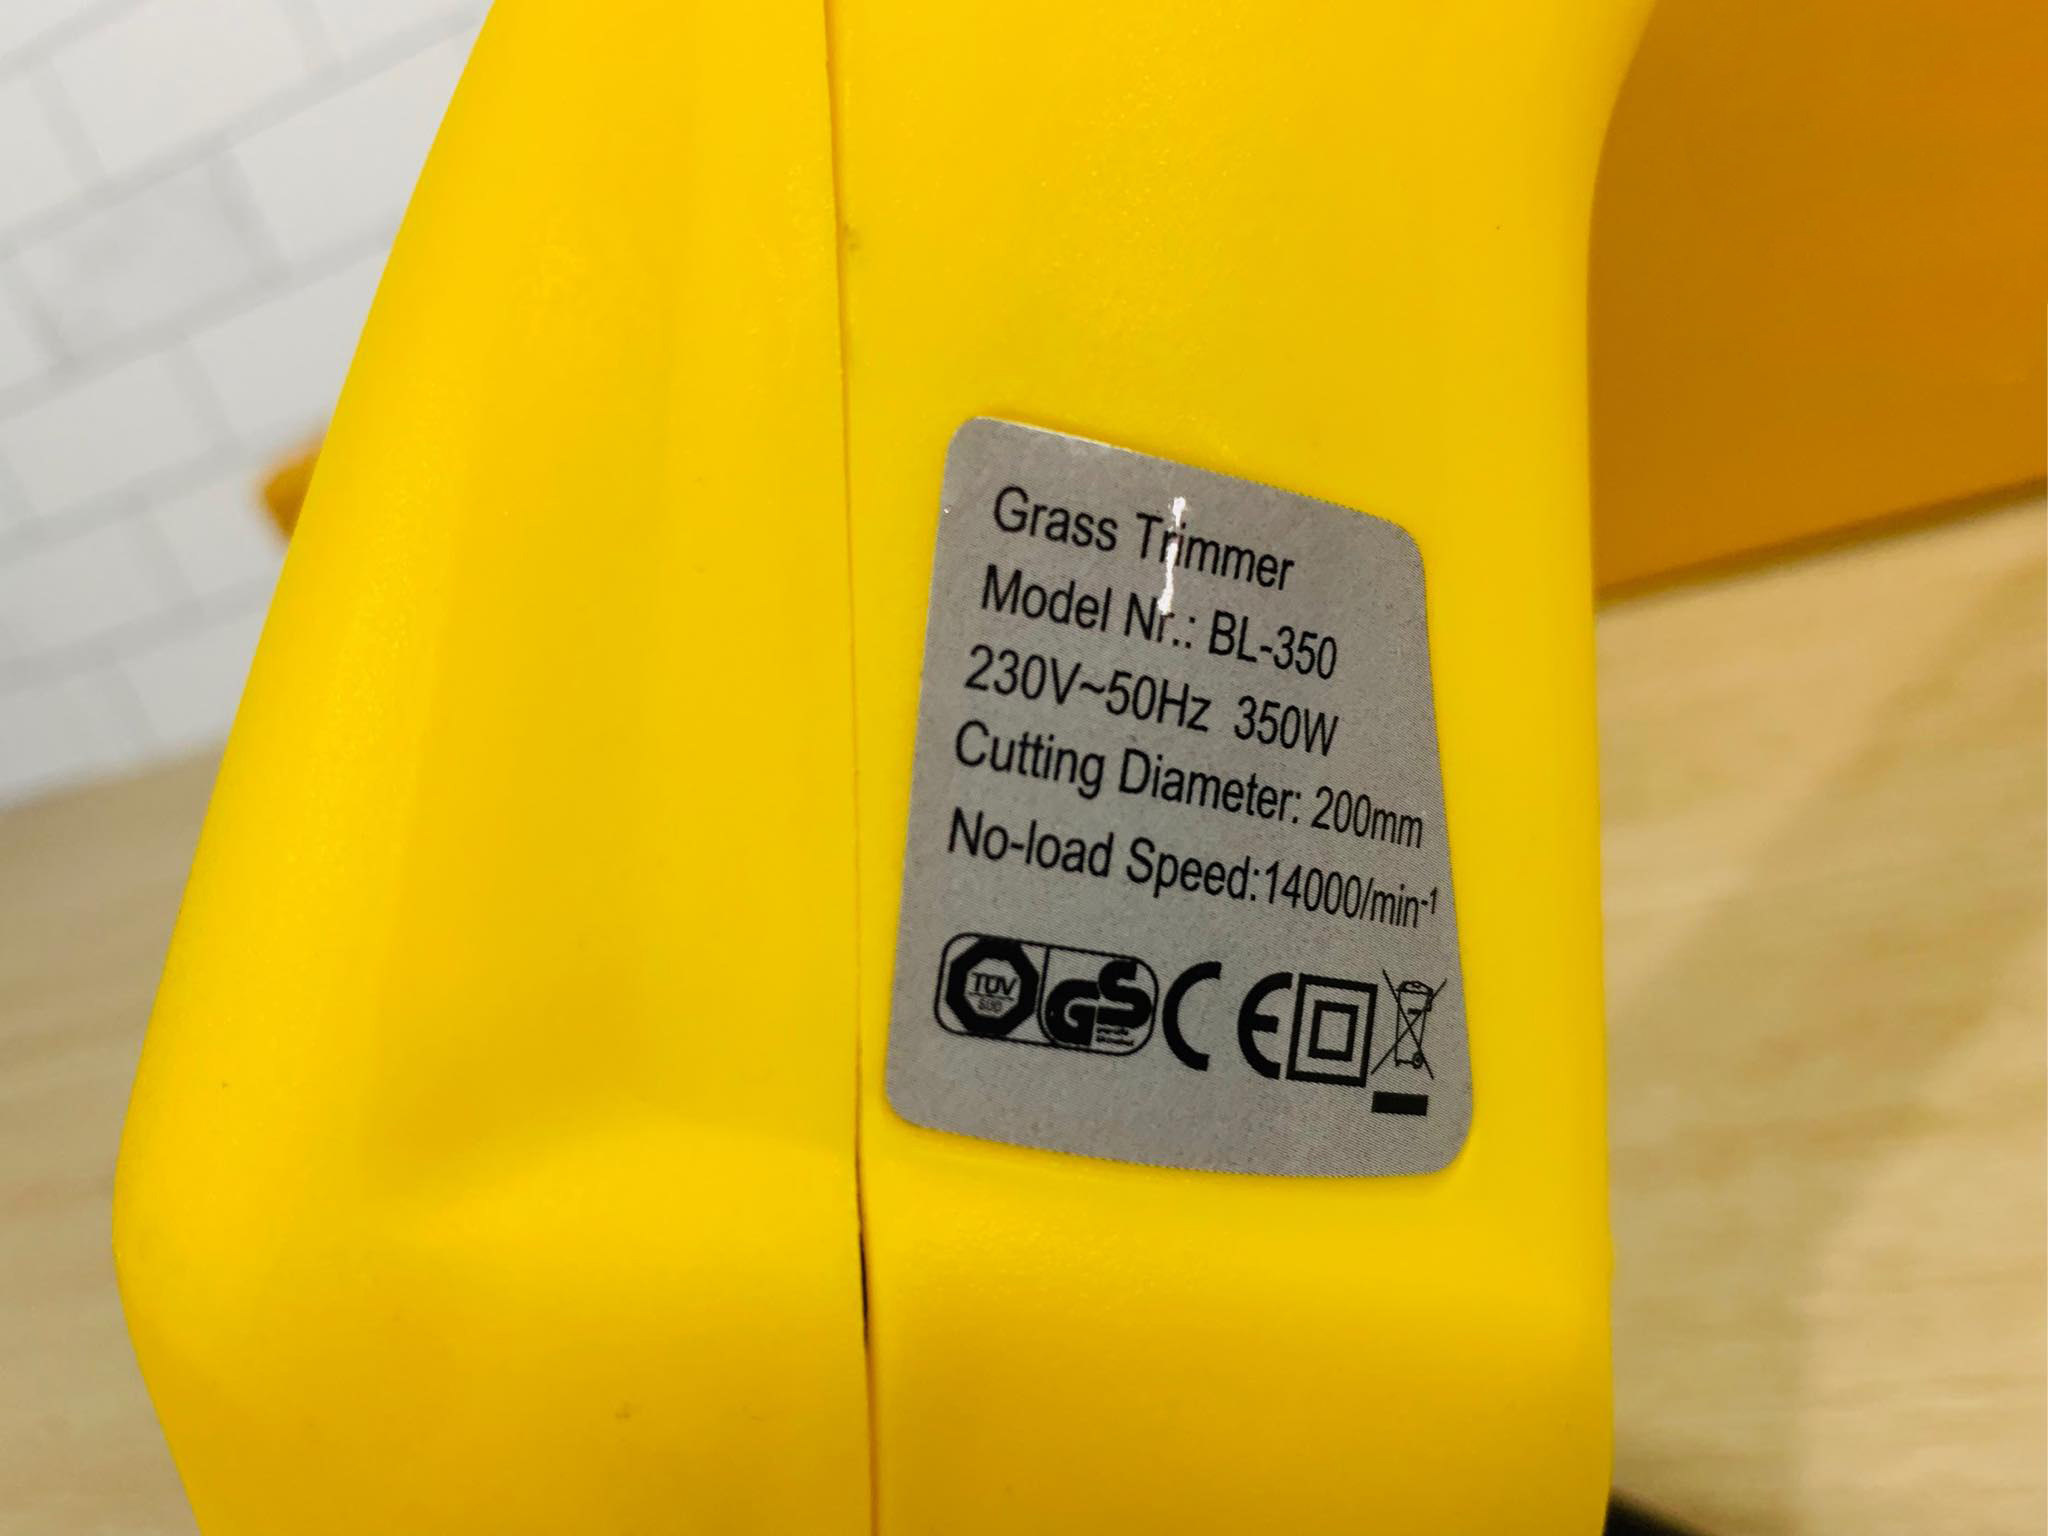 Grass Trimmer
Model Nr.: BL-350
230V~50Hz 350W
Cutting Diameter: 200mm
No-load Speed:14000/min⁻¹
TÜV GS CE